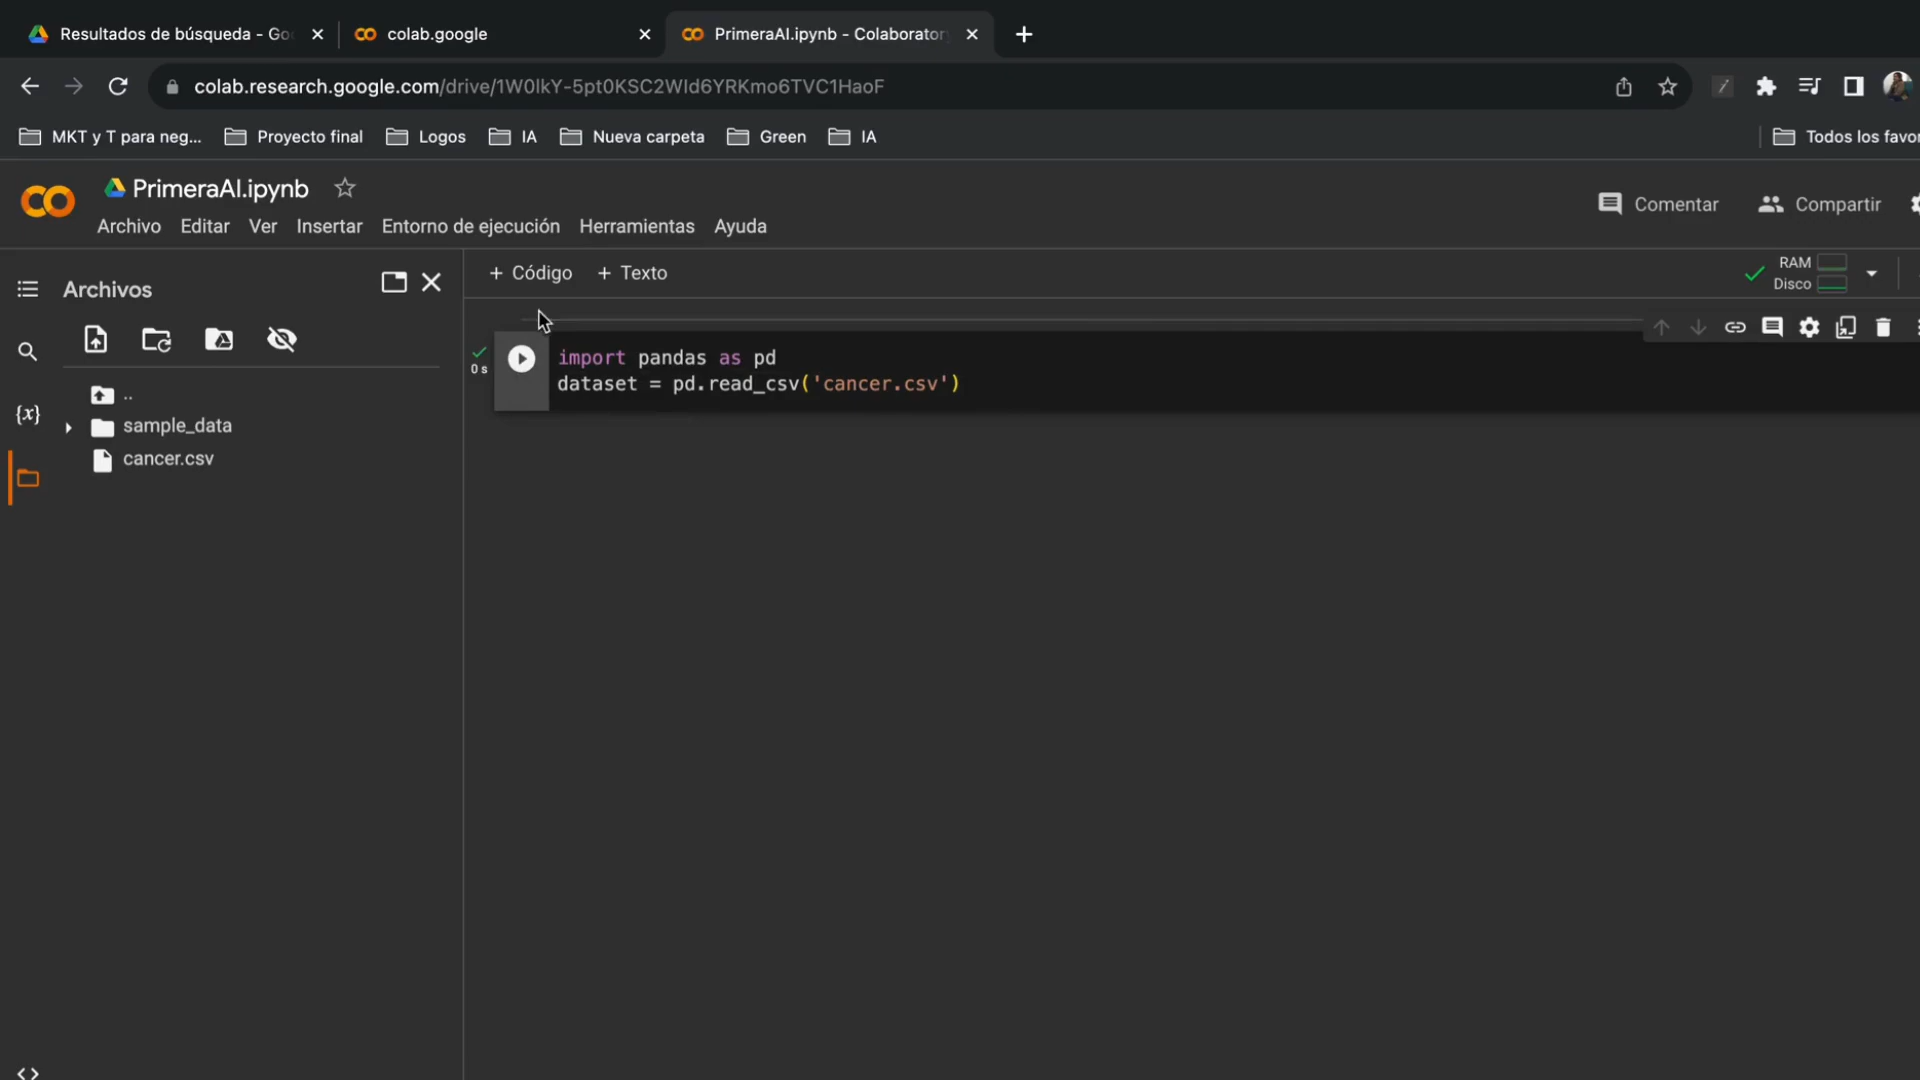 Resultados de búsqueda - Go
colab.google
PrimeraAI.ipynb - Colaborator
colab.research.google.com/drive/1W0lkY-5pt0KSC2WId6YRKmo6TVC1HaoF
MKT y T para neg...
Proyecto final
Logos
IA
Nueva carpeta
Green
IA
Todos los favor
PrimeraAI.ipynb
Comentar
Compartir
Archivo Editar Ver Insertar Entorno de ejecución Herramientas Ayuda
Archivos
+ Código + Texto
RAM
Disco
0 s
import pandas as pd
dataset = pd.read_csv('cancer.csv')
..
{x}
sample_data
cancer.csv